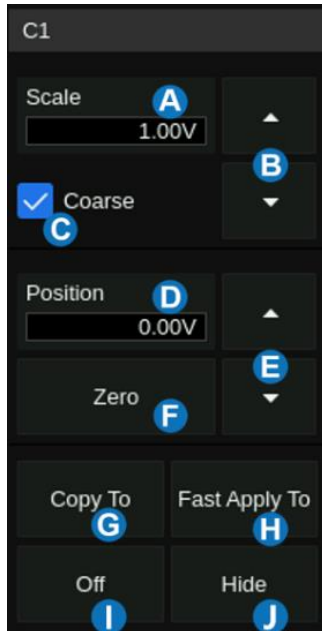 C1
Scale
A
1.00V
B
Coarse
C
Position
D
0.00V
E
Zero
F
Copy To
G
Fast Apply To
H
Off
I
Hide
J